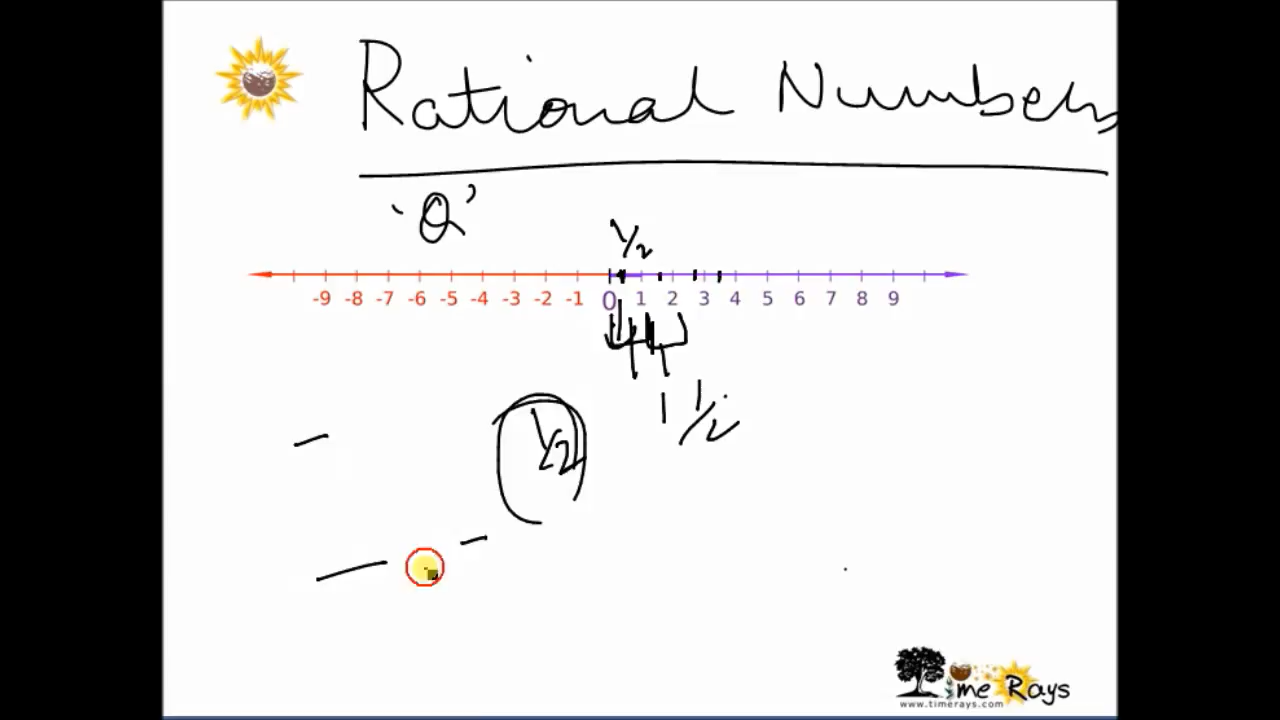 Rational Numbers
'Q'
1/2
-9 -8 -7 -6 -5 -4 -3 -2 -1 0 1 2 3 4 5 6 7 8 9
1 1/2
1/2
Time Rays
www.timerays.com